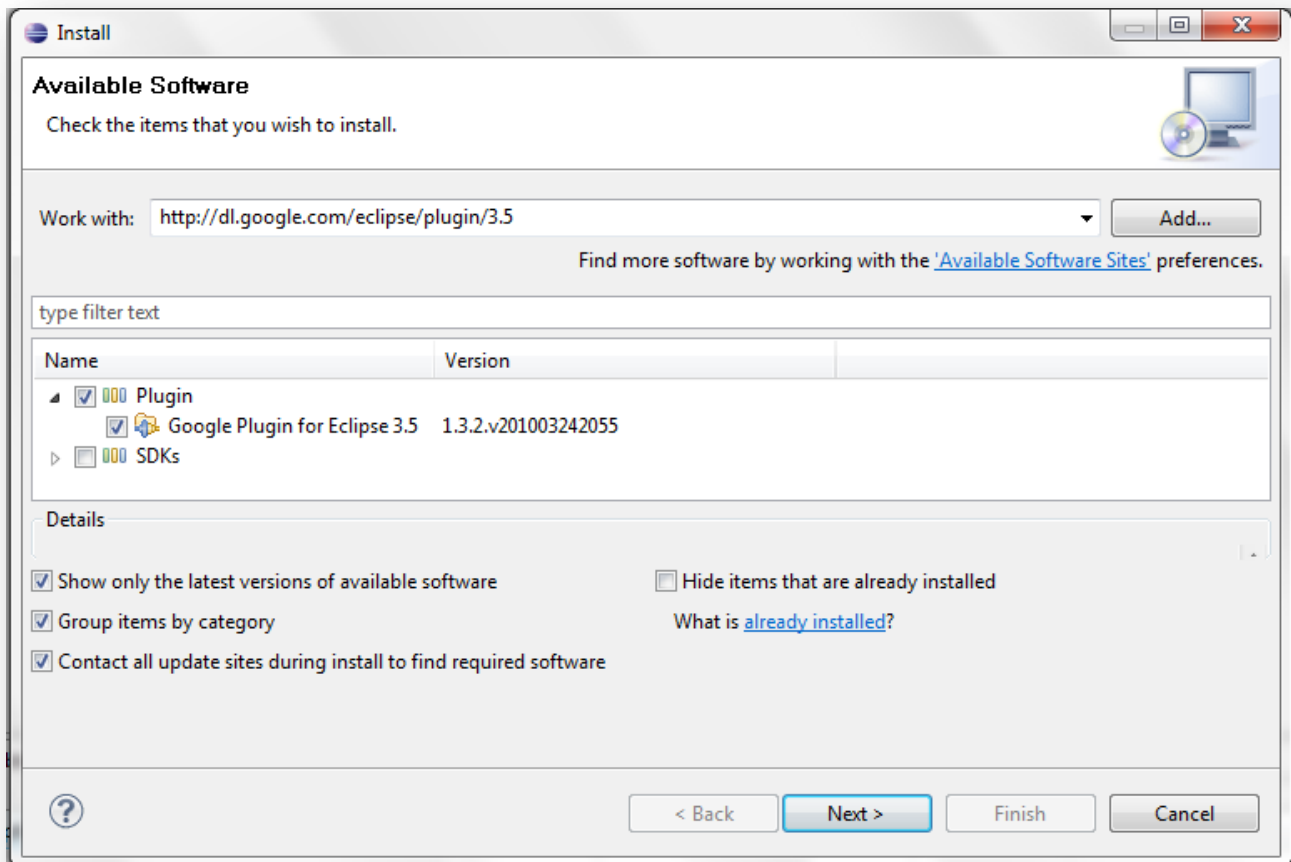 Install
Available Software
Check the items that you wish to install.
Work with: http://dl.google.com/eclipse/plugin/3.5 Add...
Find more software by working with the 'Available Software Sites' preferences.
type filter text
Name Version
Plugin
Google Plugin for Eclipse 3.5 1.3.2.v201003242055
SDKs
Details
Show only the latest versions of available software Hide items that are already installed
Group items by category What is already installed?
Contact all update sites during install to find required software
? < Back Next > Finish Cancel